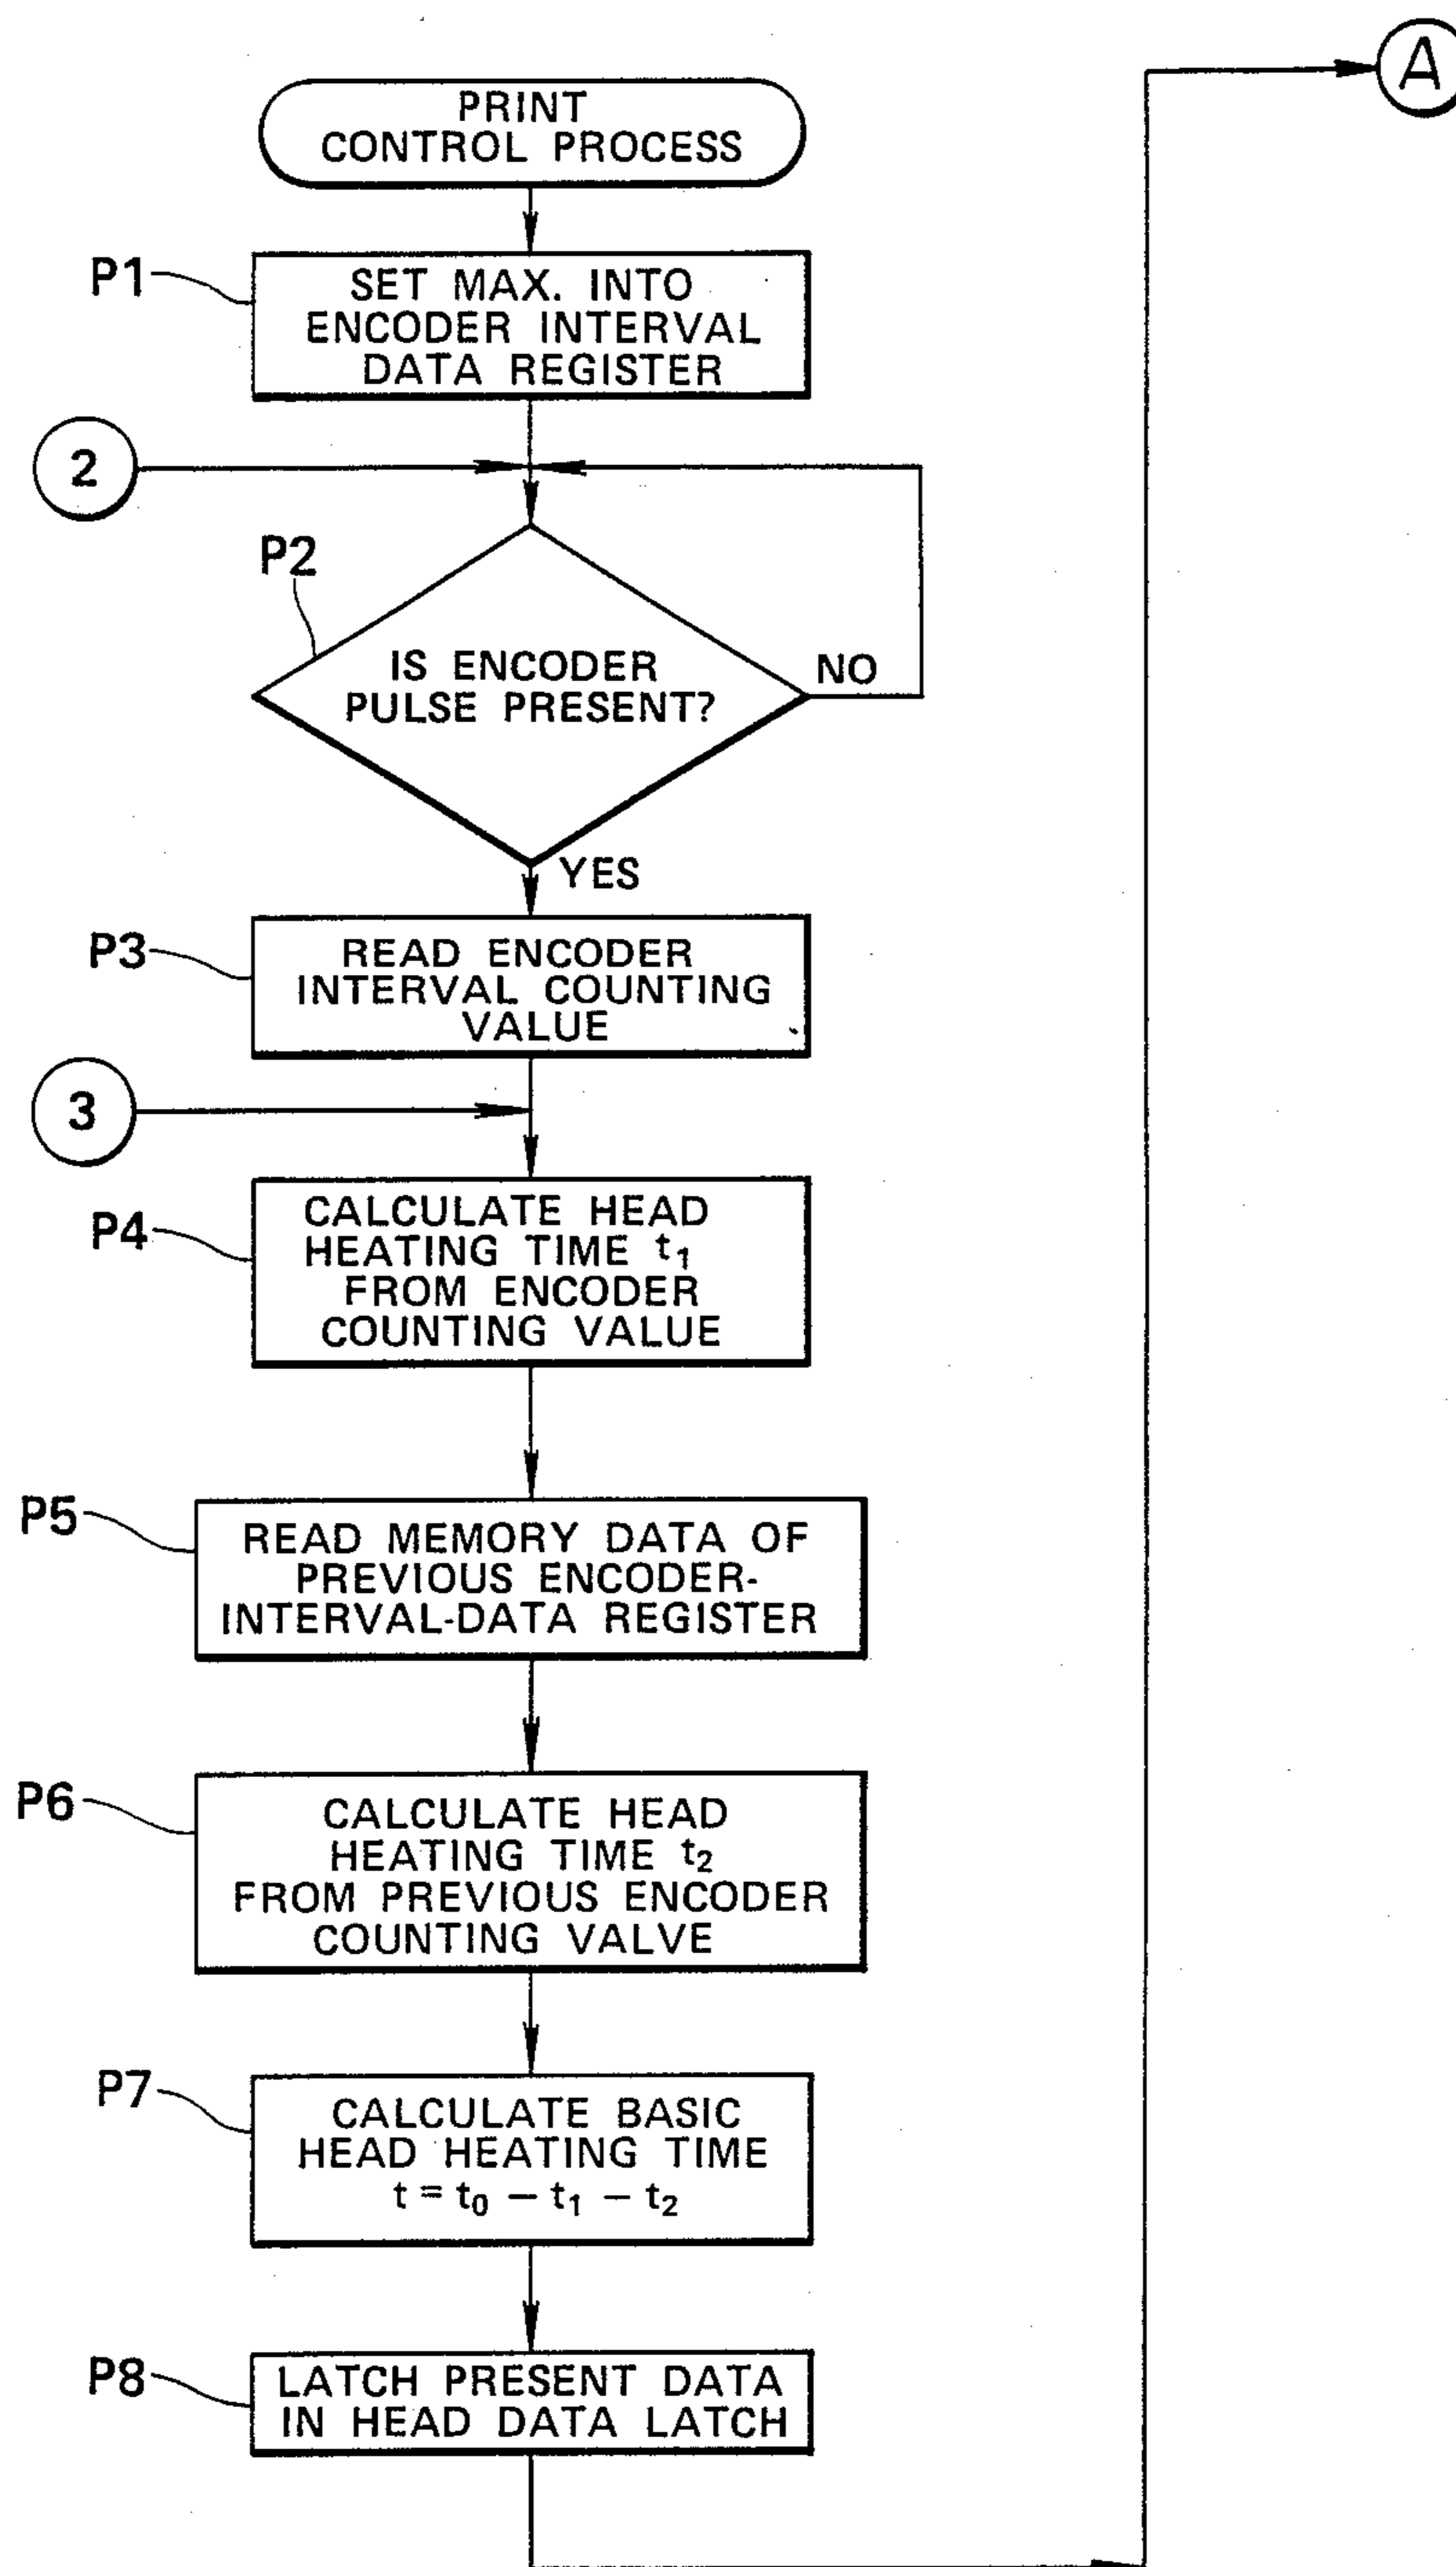 A
PRINT
CONTROL PROCESS
P1
SET MAX. INTO
ENCODER INTERVAL
DATA REGISTER
2
P2
IS ENCODER
PULSE PRESENT?
NO
YES
P3
READ ENCODER
INTERVAL COUNTING
VALUE
3
P4
CALCULATE HEAD
HEATING TIME t₁
FROM ENCODER
COUNTING VALUE
P5
READ MEMORY DATA OF
PREVIOUS ENCODER-
INTERVAL-DATA REGISTER
P6
CALCULATE HEAD
HEATING TIME t₂
FROM PREVIOUS ENCODER
COUNTING VALVE
P7
CALCULATE BASIC
HEAD HEATING TIME
t = t₀ − t₁ − t₂
P8
LATCH PRESENT DATA
IN HEAD DATA LATCH